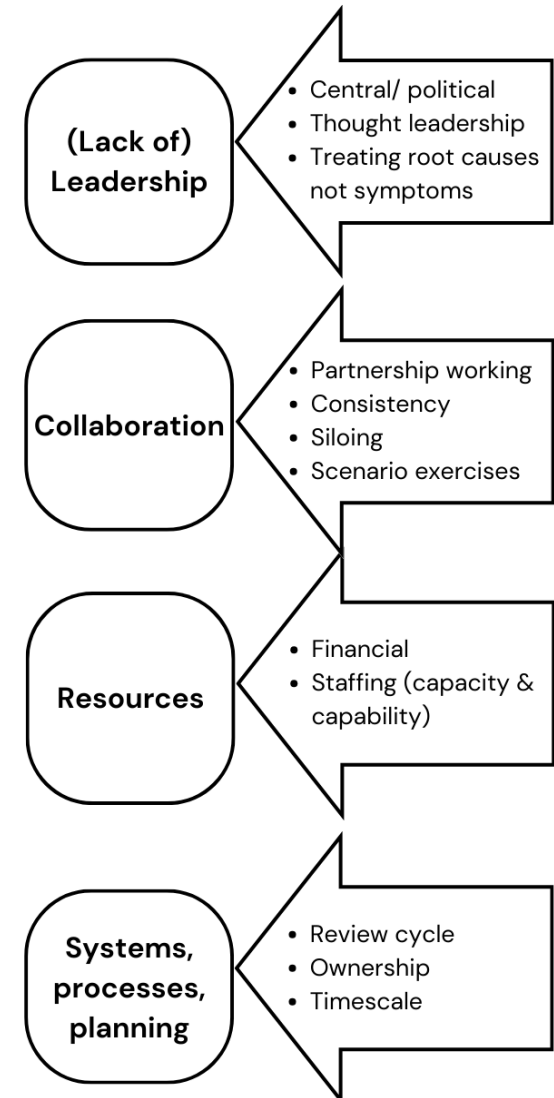 (Lack of)
Leadership
• Central/ political
• Thought leadership
• Treating root causes
not symptoms
Collaboration
• Partnership working
• Consistency
• Siloing
• Scenario exercises
Resources
• Financial
• Staffing (capacity &
capability)
Systems,
processes,
planning
• Review cycle
• Ownership
• Timescale